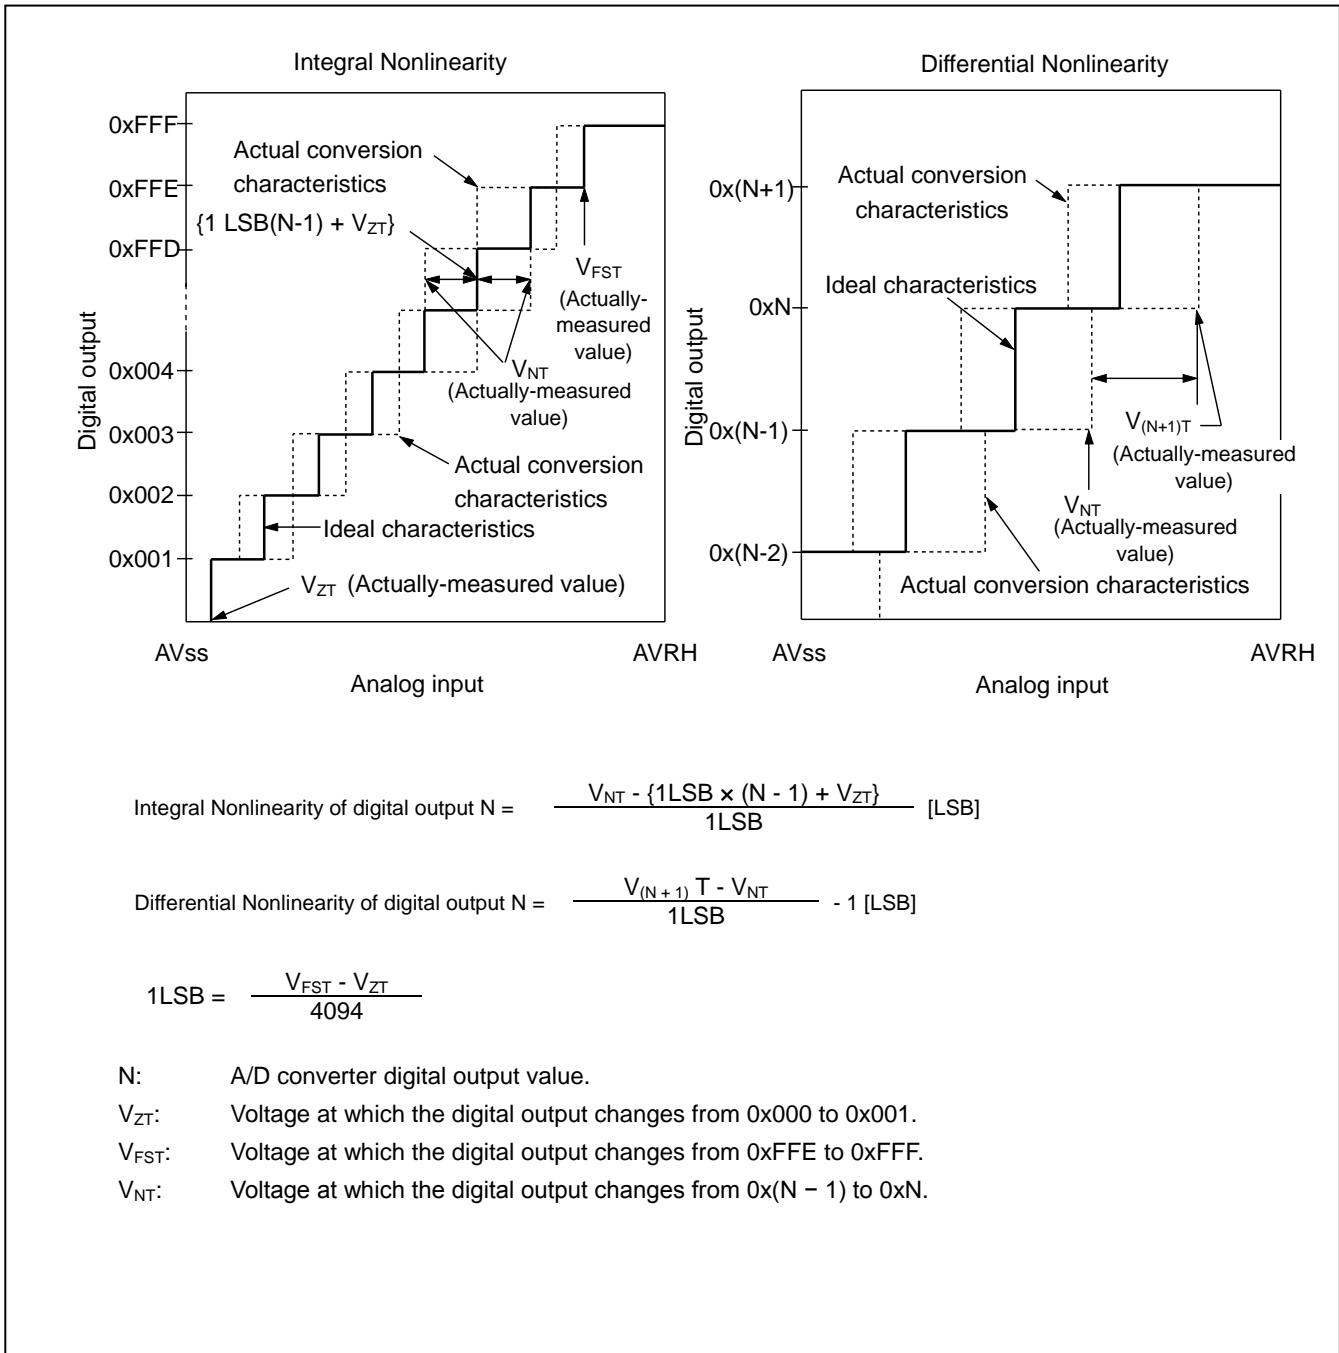 Integral Nonlinearity
0xFFF
0xFFE
0xFFD
0x004
0x003
0x002
0x001
Digital output
Actual conversion
characteristics
{1 LSB(N-1) + VZT}
VFST
(Actually-
measured
value)
VNT
(Actually-measured
value)
Actual conversion
characteristics
Ideal characteristics
VZT (Actually-measured value)
AVss
AVRH
Analog input
Differential Nonlinearity
0x(N+1)
0xN
0x(N-1)
0x(N-2)
Digital output
Actual conversion
characteristics
Ideal characteristics
V(N+1)T
(Actually-measured
value)
VNT
(Actually-measured
value)
Actual conversion characteristics
AVss
AVRH
Analog input
Integral Nonlinearity of digital output N =
VNT - {1LSB × (N - 1) + VZT}
1LSB
[LSB]
Differential Nonlinearity of digital output N =
V(N + 1) T - VNT
1LSB
- 1 [LSB]
1LSB =
VFST - VZT
4094
N: A/D converter digital output value.
VZT: Voltage at which the digital output changes from 0x000 to 0x001.
VFST: Voltage at which the digital output changes from 0xFFE to 0xFFF.
VNT: Voltage at which the digital output changes from 0x(N − 1) to 0xN.